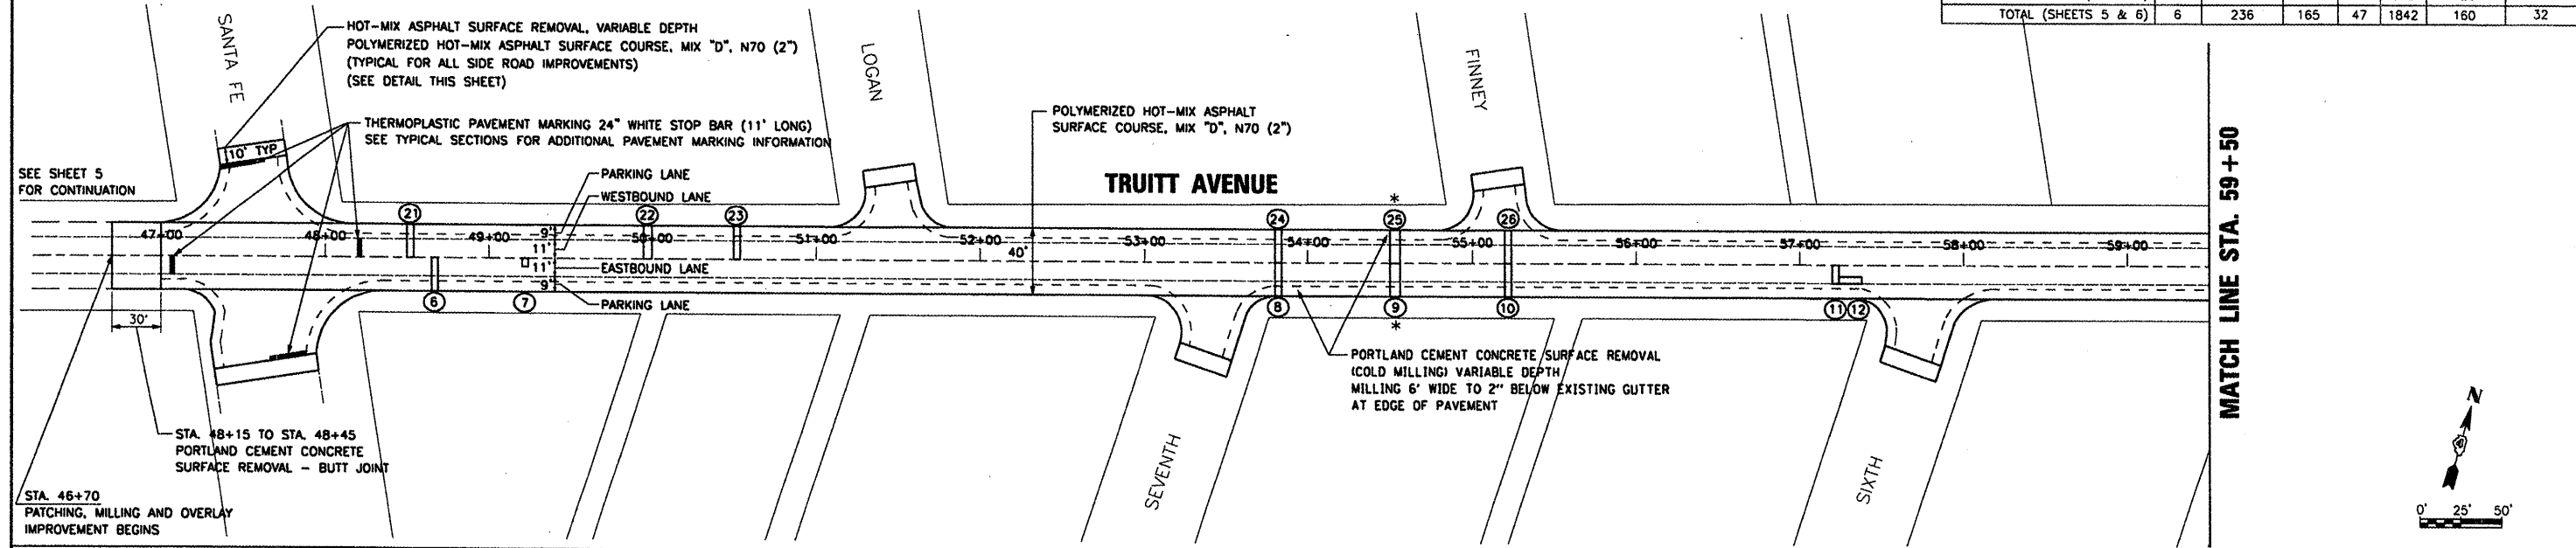 TOTAL (SHEETS 5 & 6) 6 236 165 47 1842 160 32
SANTA FE
HOT-MIX ASPHALT SURFACE REMOVAL, VARIABLE DEPTH
POLYMERIZED HOT-MIX ASPHALT SURFACE COURSE, MIX "D", N70 (2")
(TYPICAL FOR ALL SIDE ROAD IMPROVEMENTS)
(SEE DETAIL THIS SHEET)
LOGAN
FINNEY
POLYMERIZED HOT-MIX ASPHALT
SURFACE COURSE, MIX "D", N70 (2")
THERMOPLASTIC PAVEMENT MARKING 24" WHITE STOP BAR (11' LONG)
SEE TYPICAL SECTIONS FOR ADDITIONAL PAVEMENT MARKING INFORMATION
10' TYP
SEE SHEET 5
FOR CONTINUATION
PARKING LANE
WESTBOUND LANE
TRUITT AVENUE
*
21 22 23 24 25 26
47+00 48+00 49+00 50+00 51+00 52+00 53+00 54+00 55+00 56+00 57+00 58+00 59+00
9'
11'
40'
11'
EASTBOUND LANE
9'
PARKING LANE
6 7 8 9 10 11 12
*
30'
MATCH LINE STA. 59+50
PORTLAND CEMENT CONCRETE SURFACE REMOVAL
(COLD MILLING) VARIABLE DEPTH
MILLING 6' WIDE TO 2" BELOW EXISTING GUTTER
AT EDGE OF PAVEMENT
STA. 48+15 TO STA. 48+45
PORTLAND CEMENT CONCRETE
SURFACE REMOVAL - BUTT JOINT
SEVENTH
SIXTH
STA. 46+70
PATCHING, MILLING AND OVERLAY
IMPROVEMENT BEGINS
N
0' 25' 50'